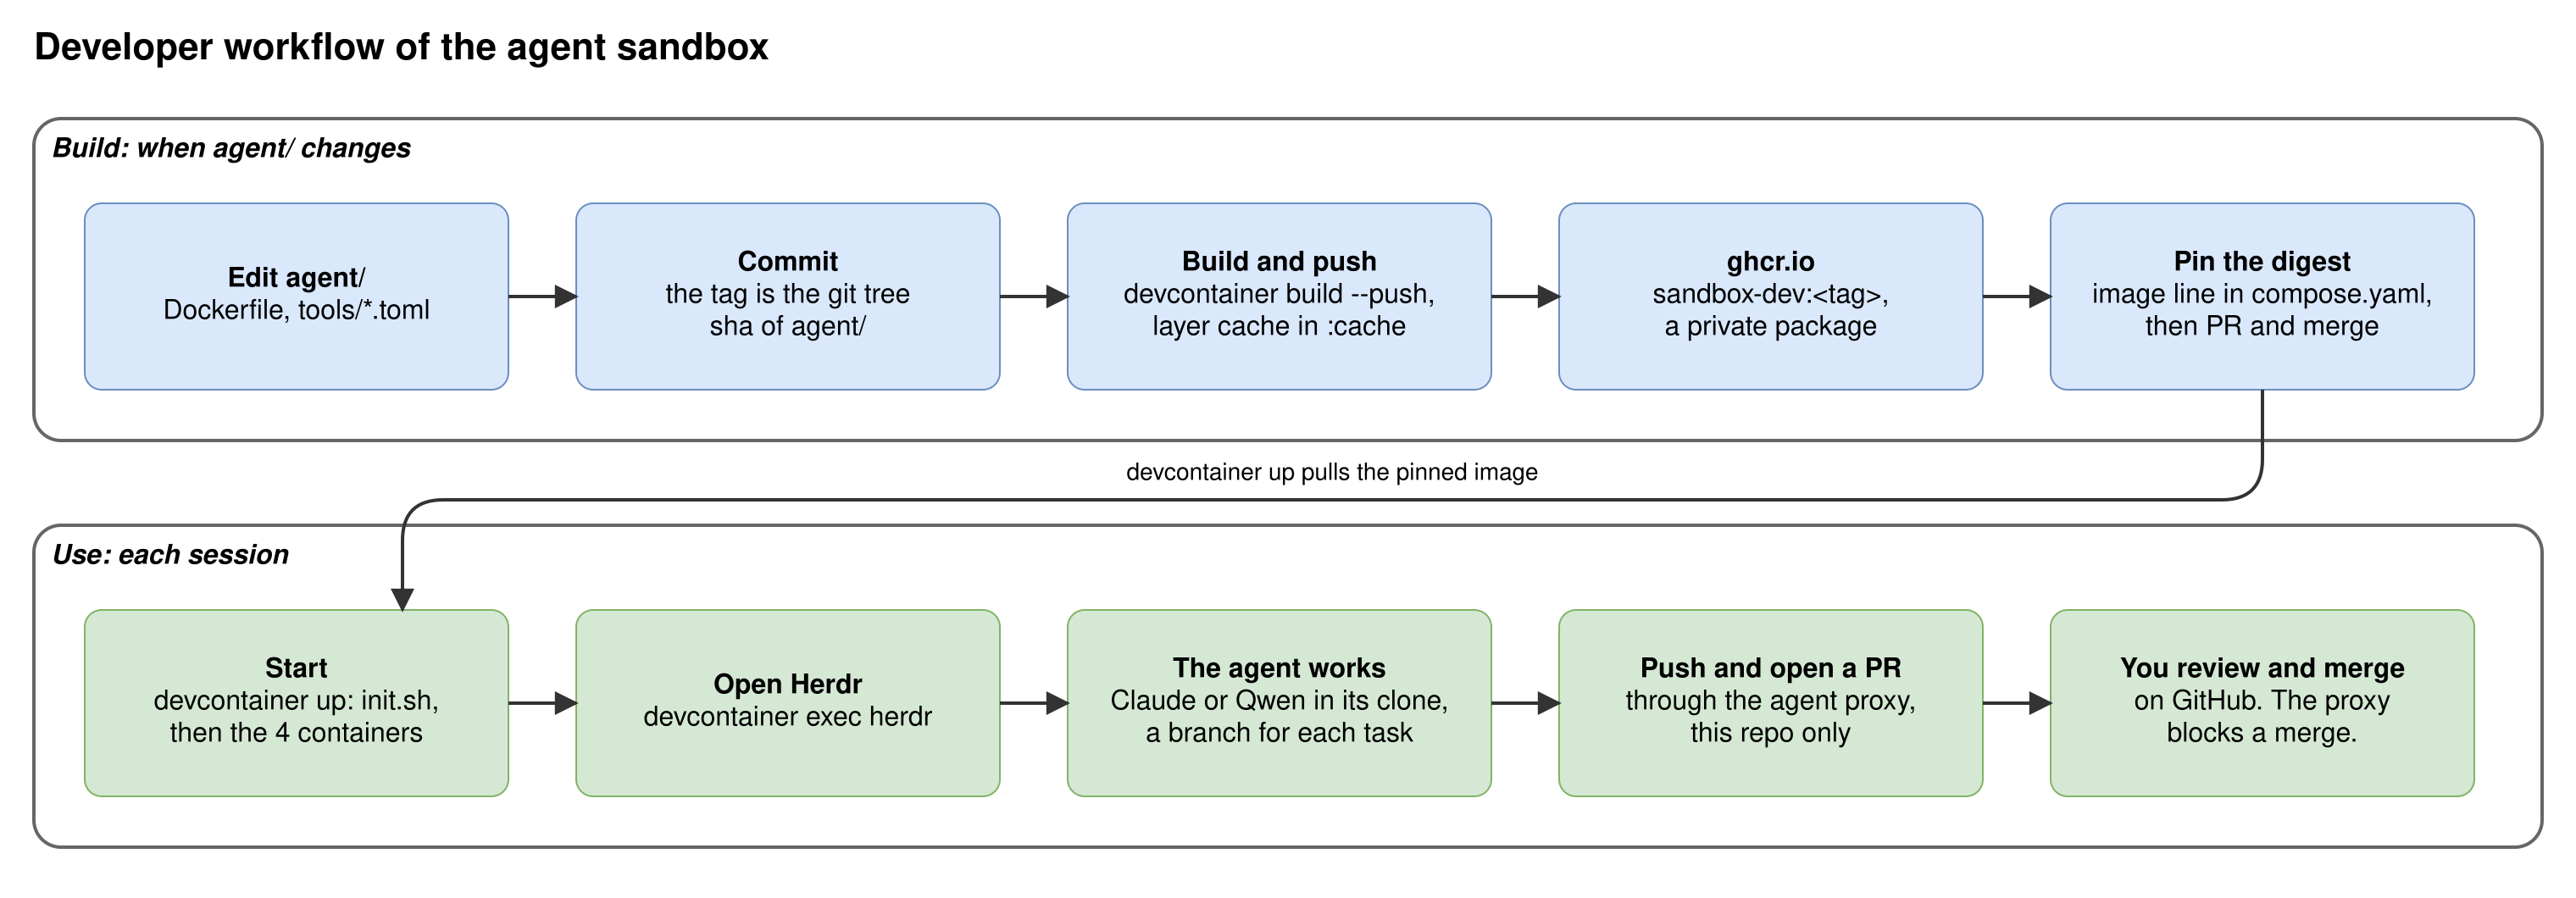 Developer workflow of the agent sandbox
Build: when agent/ changes
Edit agent/
Dockerfile, tools/*.toml
Commit
the tag is the git tree
sha of agent/
Build and push
devcontainer build --push,
layer cache in :cache
ghcr.io
sandbox-dev:<tag>,
a private package
Pin the digest
image line in compose.yaml,
then PR and merge
devcontainer up pulls the pinned image
Use: each session
Start
devcontainer up: init.sh,
then the 4 containers
Open Herdr
devcontainer exec herdr
The agent works
Claude or Qwen in its clone,
a branch for each task
Push and open a PR
through the agent proxy,
this repo only
You review and merge
on GitHub. The proxy
blocks a merge.